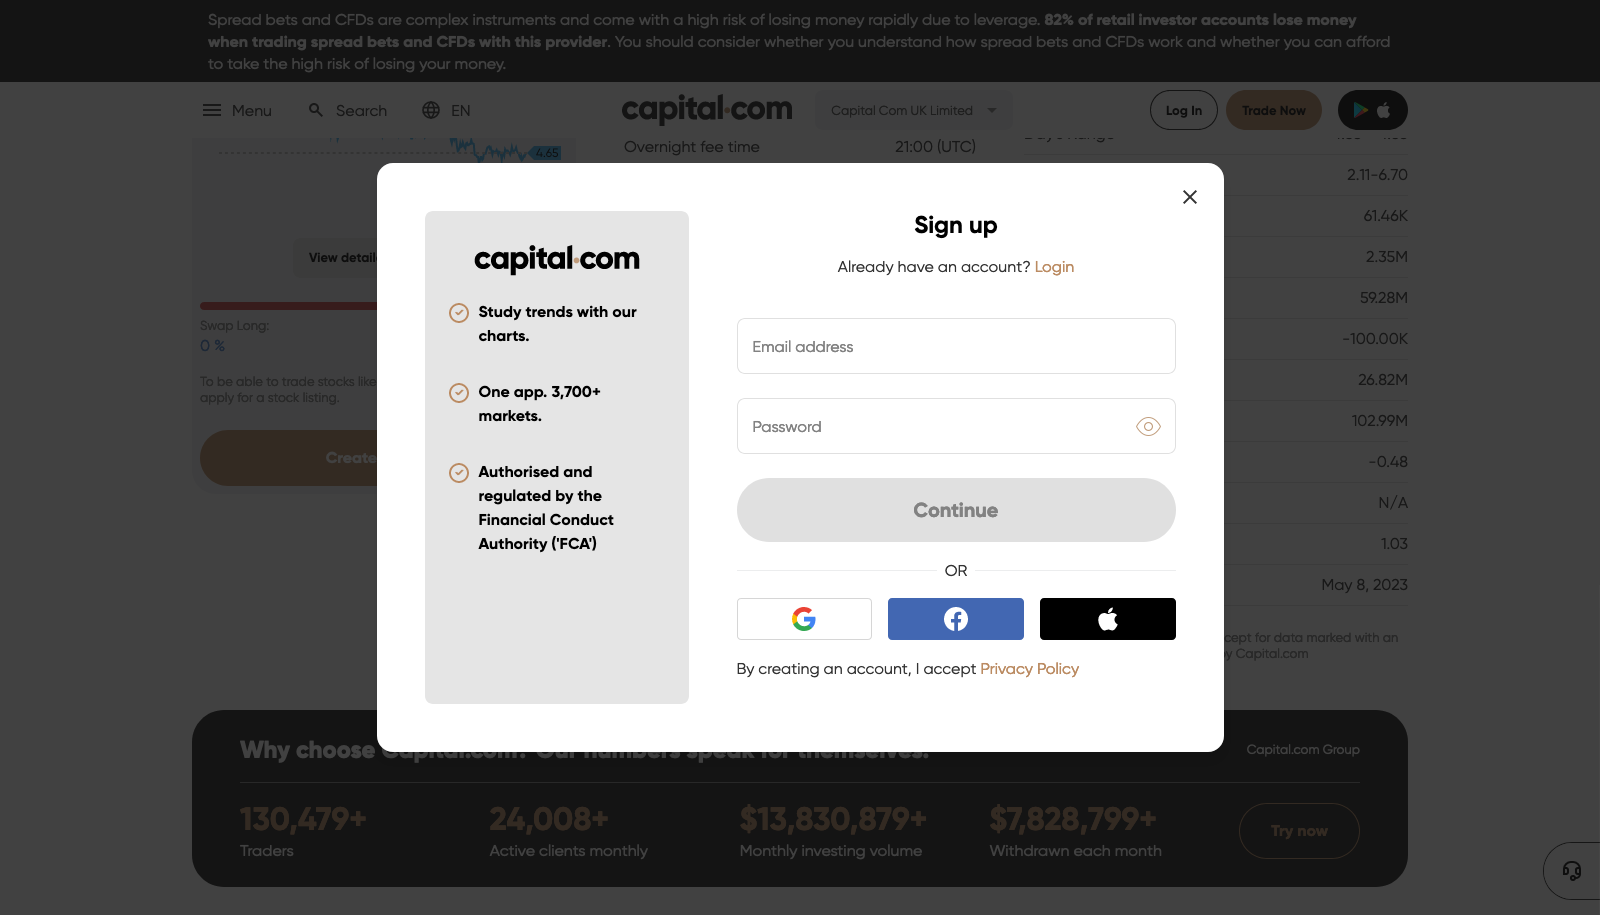 Spread bets and CFDs are complex instruments and come with a high risk of losing money rapidly due to leverage. 82% of retail investor accounts lose money
when trading spread bets and CFDs with this provider. You should consider whether you understand how spread bets and CFDs work and whether you can afford
to take the high risk of losing your money.
Menu
Search
EN
capital.com
Capital Com UK Limited
Log In
Trade Now
4.65
Overnight fee time
21:00 (UTC)
2.11-6.70
61.46K
2.35M
59.28M
-100.00K
26.82M
102.99M
-0.48
N/A
1.03
May 8, 2023
View
Swap Long:
0 %
To be able to trade stocks
apply for a stock listing.
Create
capital.com
Study trends with our
charts.
One app. 3,700+
markets.
Authorised and
regulated by the
Financial Conduct
Authority ('FCA')
Sign up
Already have an account? Login
Email address
Password
Continue
OR
By creating an account, I accept Privacy Policy
for data marked with an
Capital.com
Why choose Capital.com? Our numbers speak for themselves.
Capital.com Group
130,479+
Traders
24,008+
Active clients monthly
$13,830,879+
Monthly investing volume
$7,828,799+
Withdrawn each month
Try now